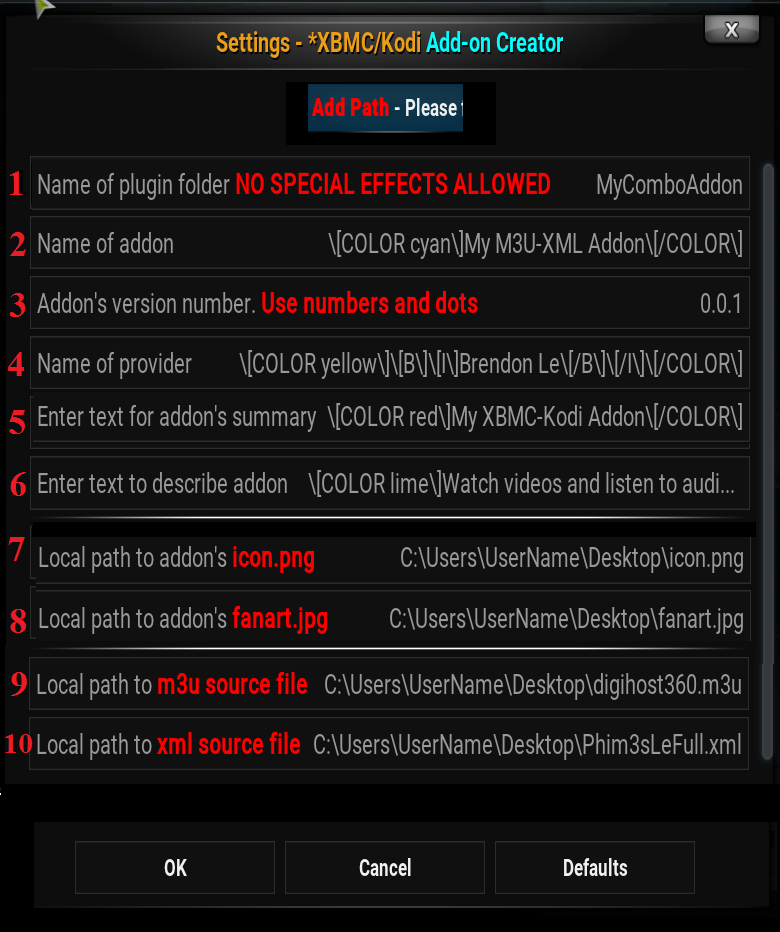 Settings - *XBMC/Kodi Add-on Creator
X
Add Path - Please
1 Name of plugin folder NO SPECIAL EFFECTS ALLOWED MyComboAddon
2 Name of addon \[COLOR cyan\]My M3U-XML Addon\[/COLOR\]
3 Addon's version number. Use numbers and dots 0.0.1
4 Name of provider \[COLOR yellow\]\[B\]\[I\]Brendon Le\[/B\]\[/I\]\[/COLOR\]
5 Enter text for addon's summary \[COLOR red\]My XBMC-Kodi Addon\[/COLOR\]
6 Enter text to describe addon \[COLOR lime\]Watch videos and listen to audi...
7 Local path to addon's icon.png C:\Users\UserName\Desktop\icon.png
8 Local path to addon's fanart.jpg C:\Users\UserName\Desktop\fanart.jpg
9 Local path to m3u source file C:\Users\UserName\Desktop\digihost360.m3u
10 Local path to xml source file C:\Users\UserName\Desktop\Phim3sLeFull.xml
OK Cancel Defaults